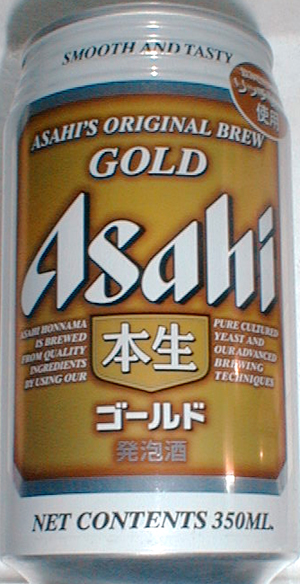 SMOOTH AND TASTY
使用
ASAHI'S ORIGINAL BREW
GOLD
Asahi
ASAHI HONNAMA
IS BREWED
FROM QUALITY
INGREDIENTS
BY USING OUR
本生
PURE CULTURED
YEAST AND
OUR ADVANCED
BREWING
TECHNIQUES
ゴールド
発泡酒
NET CONTENTS 350ML.